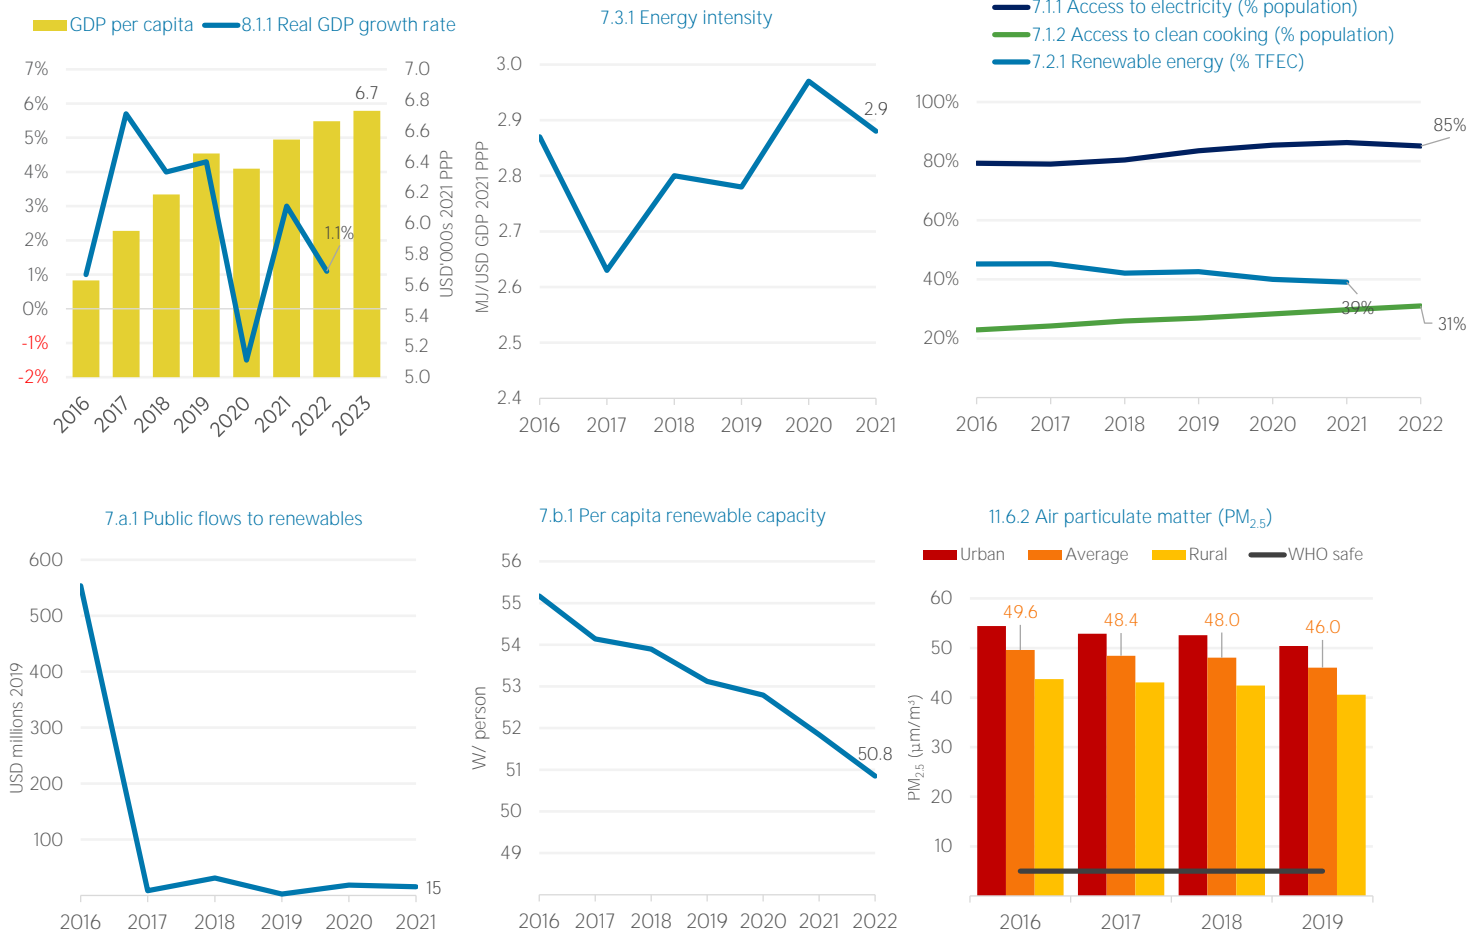 GDP per capita 8.1.1 Real GDP growth rate
7%
6%
5%
4%
3%
2%
1%
0%
-1%
-2%
7.0
6.8
6.6
6.4
6.2
6.0
5.8
5.6
5.4
5.2
5.0
USD'000s 2021 PPP
6.7
1.1%
2016 2017 2018 2019 2020 2021 2022 2023
7.3.1 Energy intensity
MJ/USD GDP 2021 PPP
3.0
2.9
2.8
2.7
2.6
2.5
2.4
2.9
2016 2017 2018 2019 2020 2021
7.1.1 Access to electricity (% population)
7.1.2 Access to clean cooking (% population)
7.2.1 Renewable energy (% TFEC)
100%
80%
60%
40%
20%
85%
39%
31%
2016 2017 2018 2019 2020 2021 2022
7.a.1 Public flows to renewables
USD millions 2019
600
500
400
300
200
100
15
2016 2017 2018 2019 2020 2021
7.b.1 Per capita renewable capacity
W/ person
56
55
54
53
52
51
50
49
50.8
2016 2017 2018 2019 2020 2021 2022
11.6.2 Air particulate matter (PM2.5)
Urban Average Rural WHO safe
PM2.5 (µm/m³)
60
50
40
30
20
10
49.6 48.4 48.0 46.0
2016 2017 2018 2019